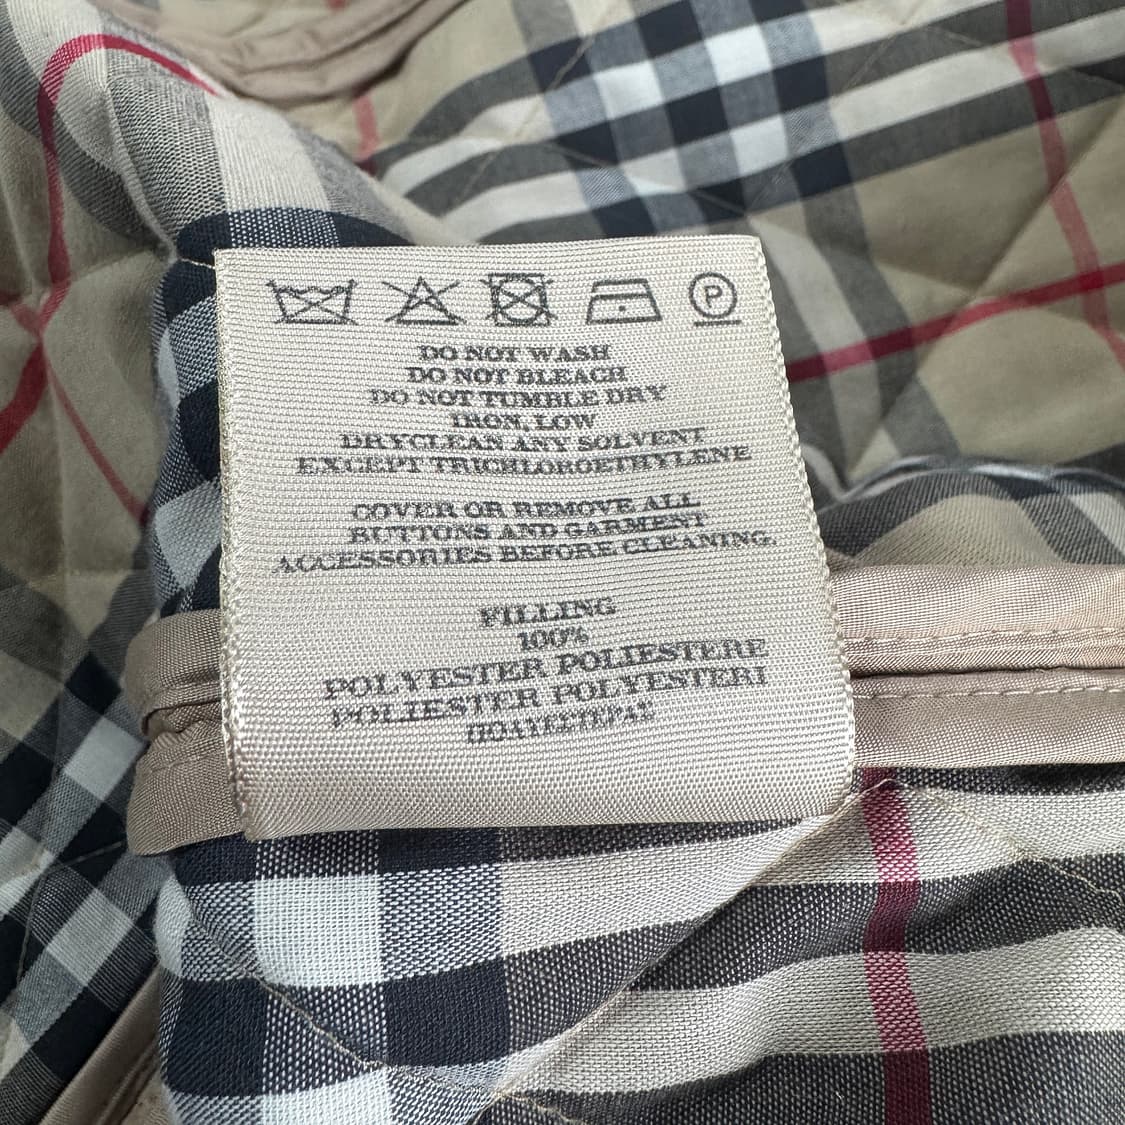 P
DO NOT WASH
DO NOT BLEACH
DO NOT TUMBLE DRY
IRON, LOW
DRYCLEAN ANY SOLVENT
EXCEPT TRICHLOROETHYLENE
COVER OR REMOVE ALL
BUTTONS AND GARMENT
ACCESSORIES BEFORE CLEANING.
FILLING
100%
POLYESTER POLIESTERE
POLIESTER POLYESTERI